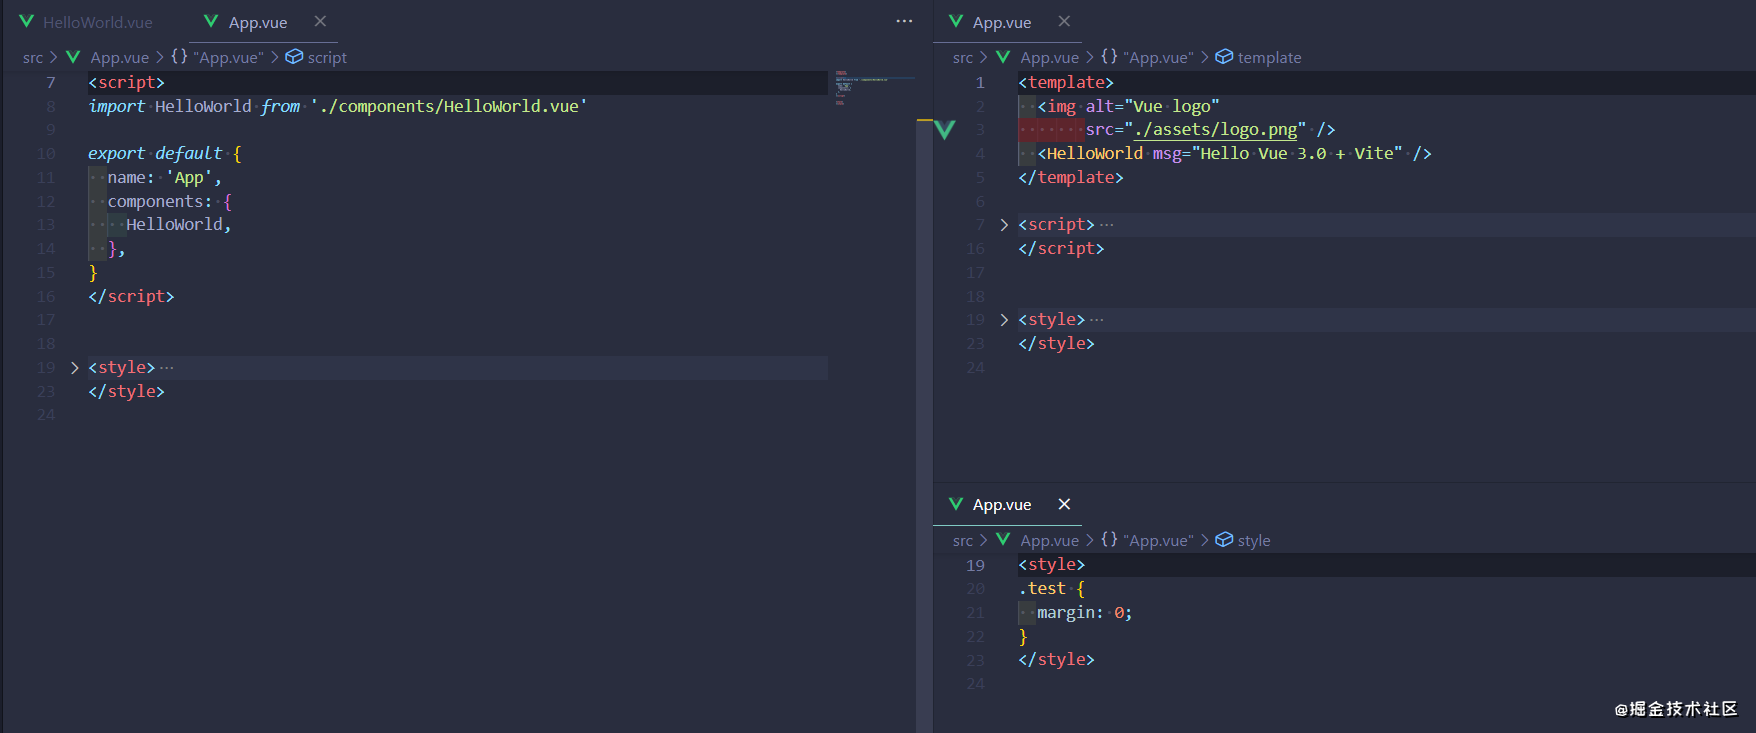 HelloWorld.vue
App.vue
src > App.vue > {} "App.vue" > script
7 <script>
8 import HelloWorld from './components/HelloWorld.vue'
9
10 export default {
11 name: 'App',
12 components: {
13 HelloWorld,
14 },
15 }
16 </script>
17
18
19 <style>...
23 </style>
24
App.vue
src > App.vue > {} "App.vue" > template
1 <template>
2 <img alt="Vue logo"
3 src="./assets/logo.png" />
4 <HelloWorld msg="Hello Vue 3.0 + Vite" />
5 </template>
6
7 <script>...
16 </script>
17
18
19 <style>...
23 </style>
24
App.vue
src > App.vue > {} "App.vue" > style
19 <style>
20 .test {
21 margin: 0;
22 }
23 </style>
24
@掘金技术社区